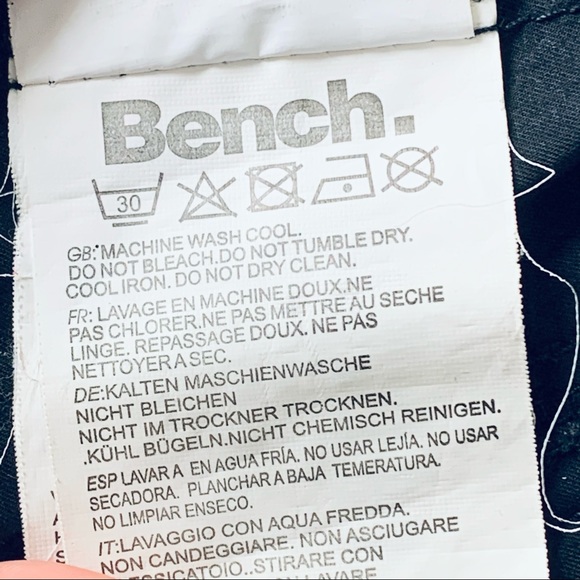 Bench.
30
GB:MACHINE WASH COOL.
DO NOT BLEACH.DO NOT TUMBLE DRY.
COOL IRON. DO NOT DRY CLEAN.
FR: LAVAGE EN MACHINE DOUX.NE
PAS CHLORER.NE PAS METTRE AU SECHE
LINGE. REPASSAGE DOUX. NE PAS
NETTOYER A SEC.
DE:KALTEN MASCHIENWASCHE
NICHT BLEICHEN
NICHT IM TROCKNER TROCKNEN.
.KÜHL BÜGELN.NICHT CHEMISCH REINIGEN.
ESP LAVAR A EN AGUA FRÍA. NO USAR LEJÍA. NO USAR
SECADORA. PLANCHAR A BAJA TEMERATURA.
NO LIMPIAR ENSECO.
IT:LAVAGGIO CON AQUA FREDDA.
NON CANDEGGIARE. NON ASCIUGARE
ESSICATOIO..STIRARE CON
LAVARE